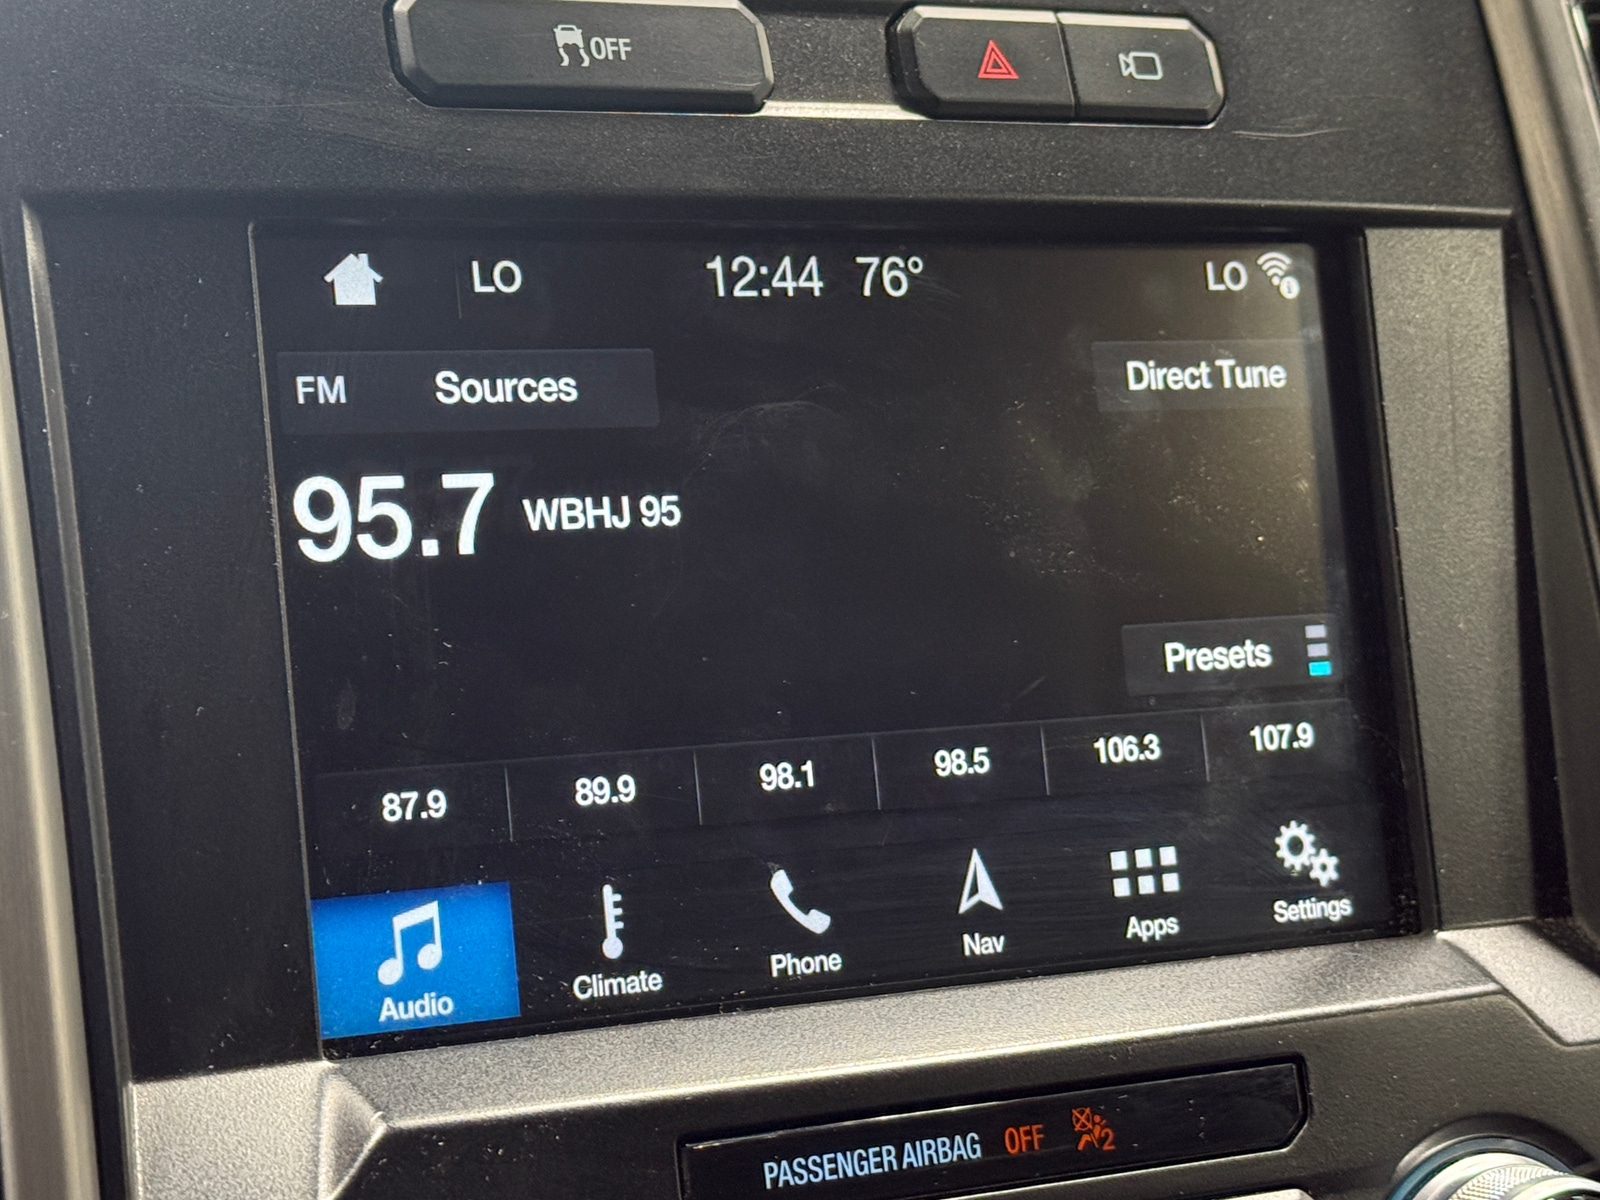 OFF
LO 12:44 76° LO
FM Sources Direct Tune
95.7 WBHJ 95
Presets
87.9 89.9 98.1 98.5 106.3 107.9
Audio Climate Phone Nav Apps Settings
PASSENGER AIRBAG OFF 2